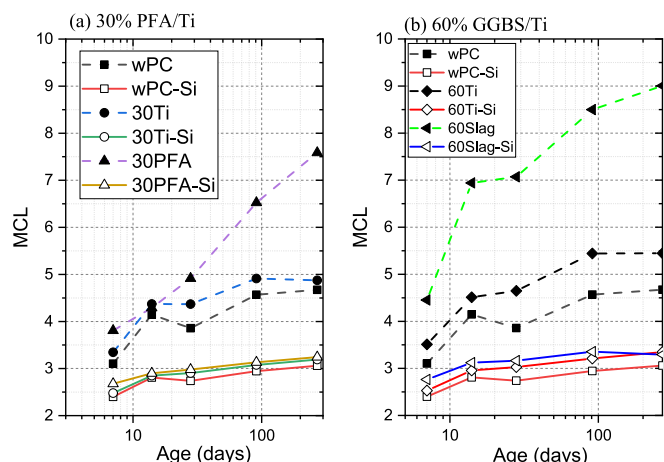 (a) 30% PFA/Ti
(b) 60% GGBS/Ti
10
9
8
7
6
5
4
3
2
MCL
wPC
wPC-Si
30Ti
30Ti-Si
30PFA
30PFA-Si
10
100
Age (days)
10
9
8
7
6
5
4
3
2
MCL
wPC
wPC-Si
60Ti
60Ti-Si
60Slag
60Slag-Si
10
100
Age (days)